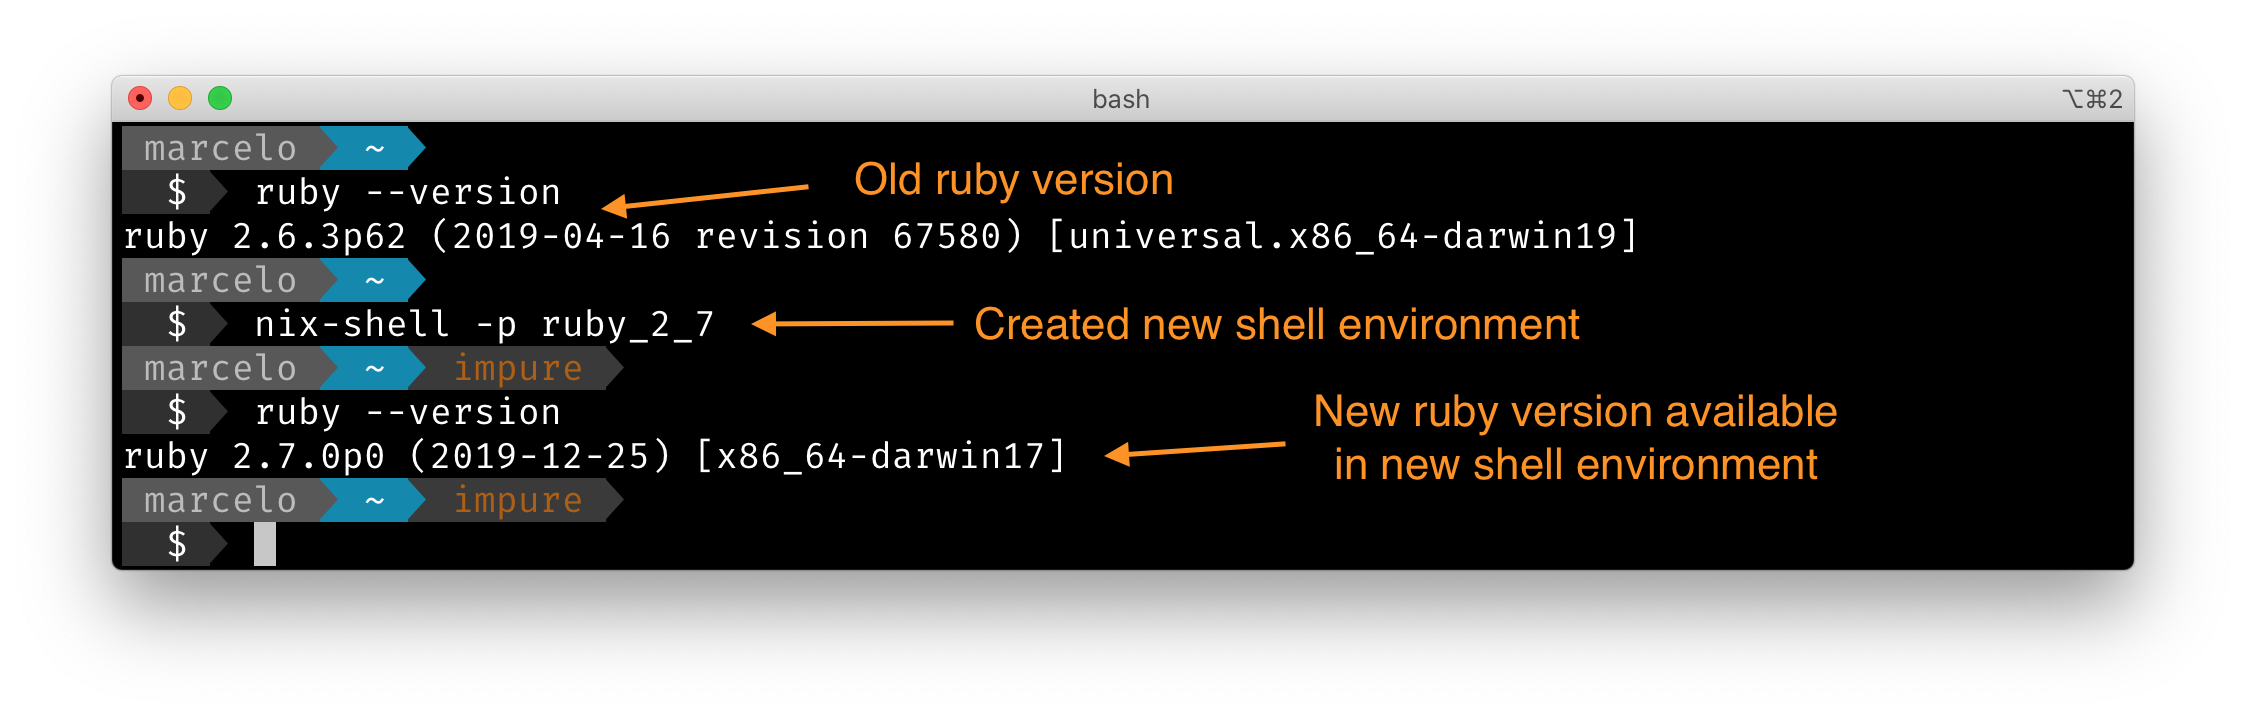 bash ⌥⌘2
marcelo ~
$ ruby --version
Old ruby version
ruby 2.6.3p62 (2019-04-16 revision 67580) [universal.x86_64-darwin19]
marcelo ~
$ nix-shell -p ruby_2_7
Created new shell environment
marcelo ~ impure
$ ruby --version
New ruby version available
in new shell environment
ruby 2.7.0p0 (2019-12-25) [x86_64-darwin17]
marcelo ~ impure
$